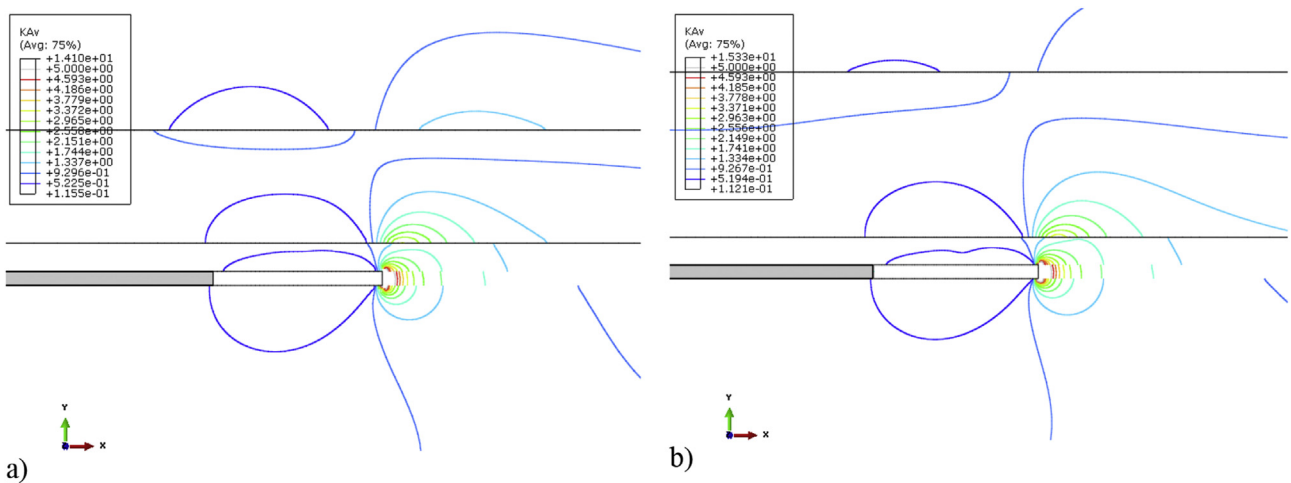 KAv
(Avg: 75%)
+1.410e+01
+5.000e+00
+4.593e+00
+4.186e+00
+3.779e+00
+3.372e+00
+2.965e+00
+2.558e+00
+2.151e+00
+1.744e+00
+1.337e+00
+9.296e-01
+5.225e-01
+1.155e-01
Y
Z
X
a)
KAv
(Avg: 75%)
+1.533e+01
+5.000e+00
+4.593e+00
+4.185e+00
+3.778e+00
+3.371e+00
+2.963e+00
+2.556e+00
+2.149e+00
+1.741e+00
+1.334e+00
+9.267e-01
+5.194e-01
+1.121e-01
Y
Z
X
b)